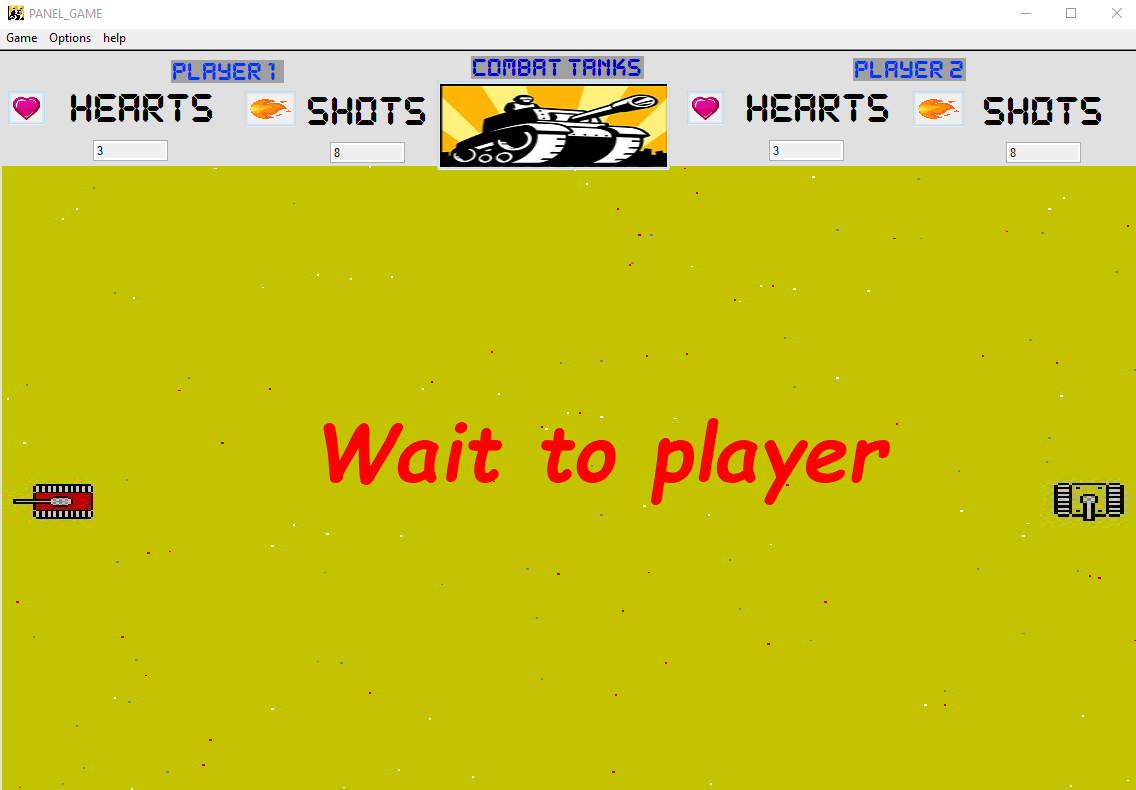 PANEL_GAME
Game Options help
PLAYER 1
COMBAT TANKS
PLAYER 2
HEARTS
SHOTS
HEARTS
SHOTS
3
8
3
8
Wait to player